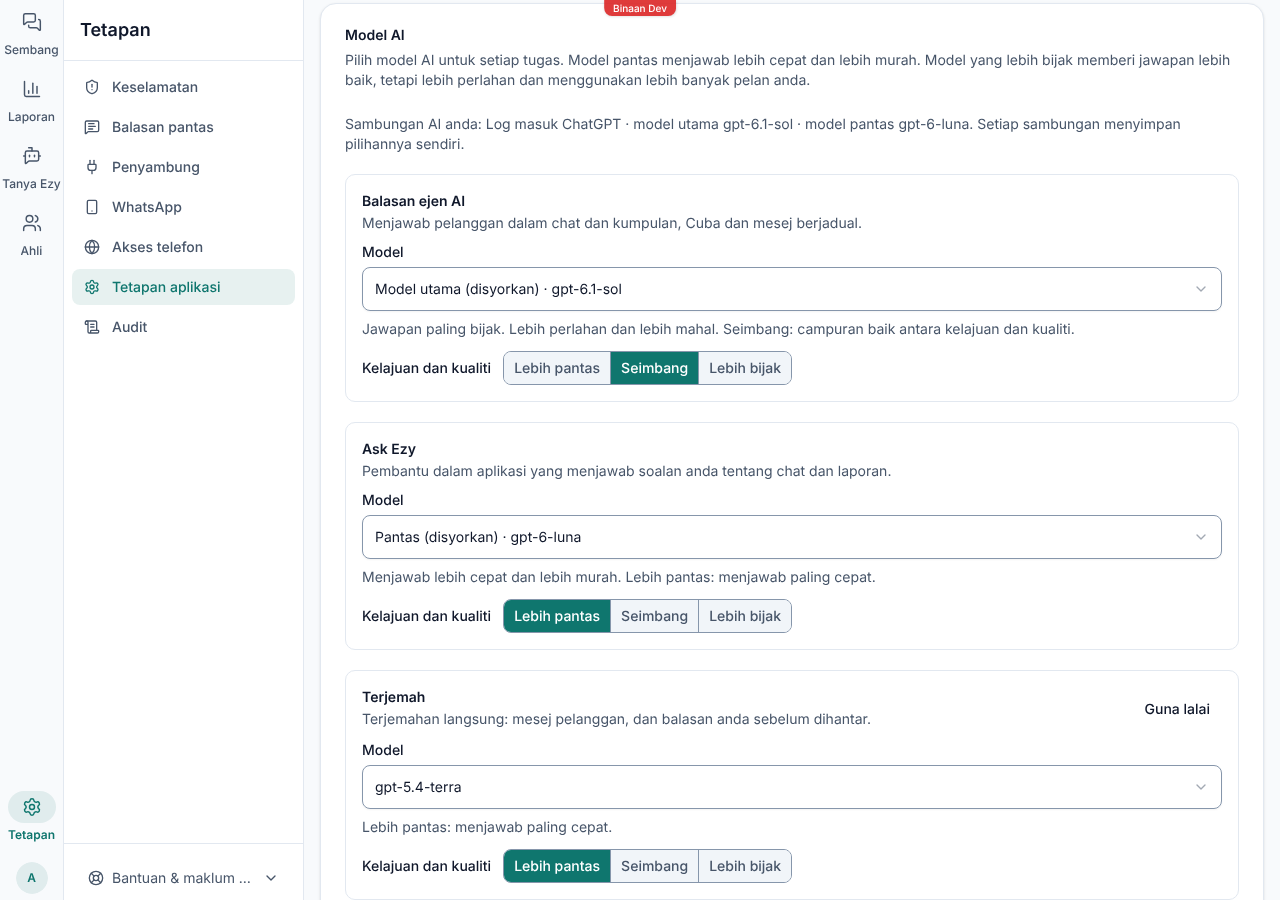 Binaan Dev
Sembang
Laporan
Tanya Ezy
Ahli
Tetapan
A
Tetapan
Keselamatan
Balasan pantas
Penyambung
WhatsApp
Akses telefon
Tetapan aplikasi
Audit
Bantuan & maklum ...
Model AI
Pilih model AI untuk setiap tugas. Model pantas menjawab lebih cepat dan lebih murah. Model yang lebih bijak memberi jawapan lebih
baik, tetapi lebih perlahan dan menggunakan lebih banyak pelan anda.
Sambungan AI anda: Log masuk ChatGPT · model utama gpt-6.1-sol · model pantas gpt-6-luna. Setiap sambungan menyimpan
pilihannya sendiri.
Balasan ejen AI
Menjawab pelanggan dalam chat dan kumpulan, Cuba dan mesej berjadual.
Model
Model utama (disyorkan) · gpt-6.1-sol
Jawapan paling bijak. Lebih perlahan dan lebih mahal. Seimbang: campuran baik antara kelajuan dan kualiti.
Kelajuan dan kualiti Lebih pantas Seimbang Lebih bijak
Ask Ezy
Pembantu dalam aplikasi yang menjawab soalan anda tentang chat dan laporan.
Model
Pantas (disyorkan) · gpt-6-luna
Menjawab lebih cepat dan lebih murah. Lebih pantas: menjawab paling cepat.
Kelajuan dan kualiti Lebih pantas Seimbang Lebih bijak
Terjemah
Terjemahan langsung: mesej pelanggan, dan balasan anda sebelum dihantar.
Guna lalai
Model
gpt-5.4-terra
Lebih pantas: menjawab paling cepat.
Kelajuan dan kualiti Lebih pantas Seimbang Lebih bijak